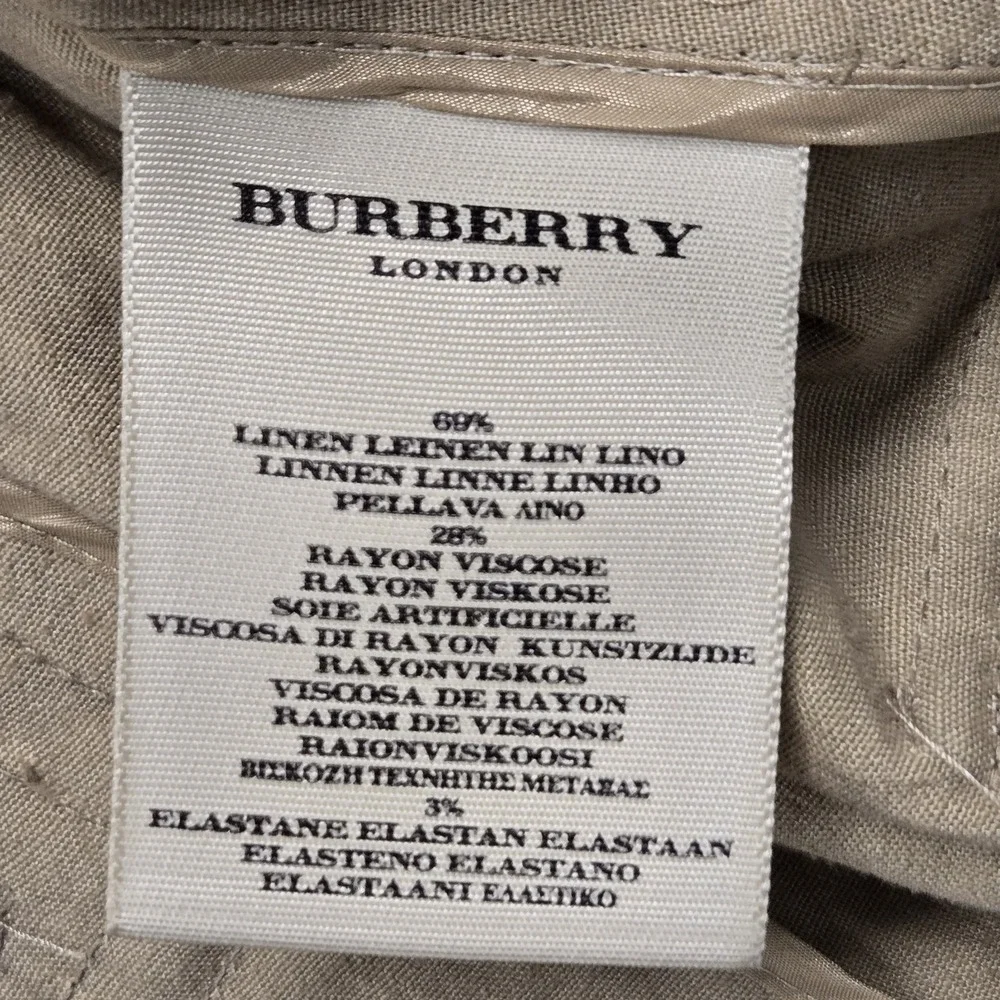 BURBERRY
LONDON
69%
LINEN LEINEN LIN LINO
LINNEN LINNE LINHO
PELLAVA ΛΙΝΟ
28%
RAYON VISCOSE
RAYON VISKOSE
SOIE ARTIFICIELLE
VISCOSA DI RAYON KUNSTZIJDE
RAYONVISKOS
VISCOSA DE RAYON
RAIOM DE VISCOSE
RAIONVISKOOSI
ΒΙΣΚΟΖΗ ΤΕΧΝΗΤΗΣ ΜΕΤΑΞΑΣ
3%
ELASTANE ELASTAN ELASTAAN
ELASTENO ELASTANO
ELASTAANI ΕΛΑΣΤΙΚΟ